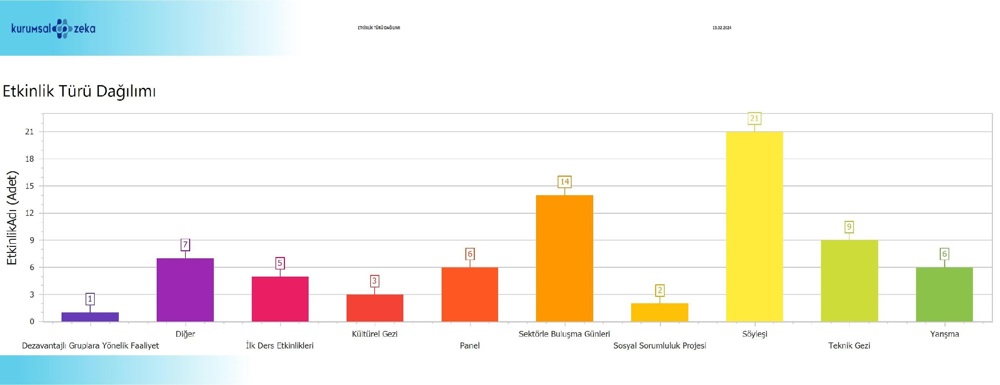 kurumsal zeka
ETKİNLİK TÜRÜ DAĞILIMI
13.02.2024
Etkinlik Türü Dağılımı
EtkinlikAdı (Adet)
21
18
15
12
9
6
3
0
1
7
5
3
6
14
2
21
9
6
Dezavantajlı Gruplara Yönelik Faaliyet
Diğer
İlk Ders Etkinlikleri
Kültürel Gezi
Panel
Sektörle Buluşma Günleri
Sosyal Sorumluluk Projesi
Söyleşi
Teknik Gezi
Yarışma